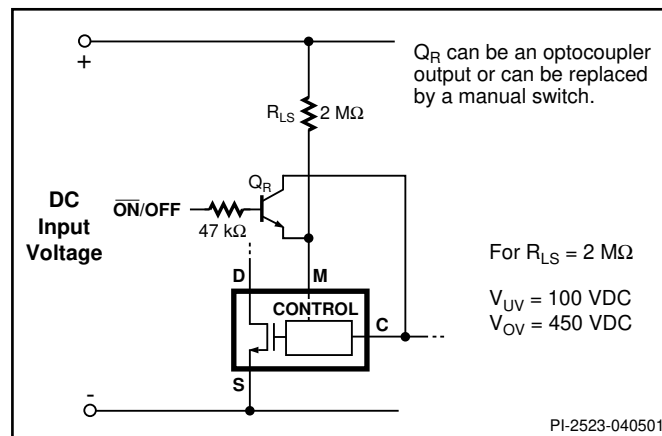 +
Q_R can be an optocoupler
output or can be replaced
by a manual switch.
R_LS
2 MΩ
Q_R
DC
Input
Voltage
O̅N̅/OFF
47 kΩ
For R_LS = 2 MΩ
V_UV = 100 VDC
V_OV = 450 VDC
D
M
CONTROL
C
S
-
PI-2523-040501